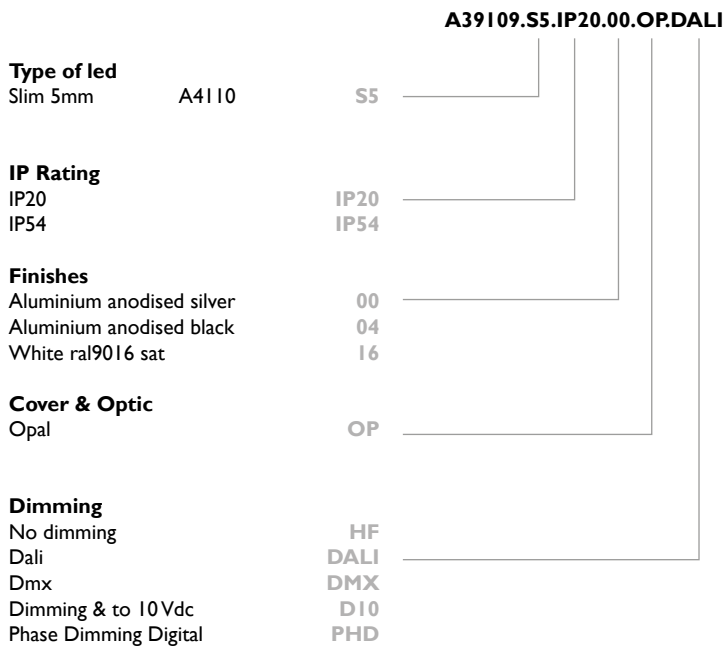 A39109.S5.IP20.00.OP.DALI
Type of led
Slim 5mm A4110 S5
IP Rating
IP20 IP20
IP54 IP54
Finishes
Aluminium anodised silver 00
Aluminium anodised black 04
White ral9016 sat 16
Cover & Optic
Opal OP
Dimming
No dimming HF
Dali DALI
Dmx DMX
Dimming & to 10 Vdc D10
Phase Dimming Digital PHD